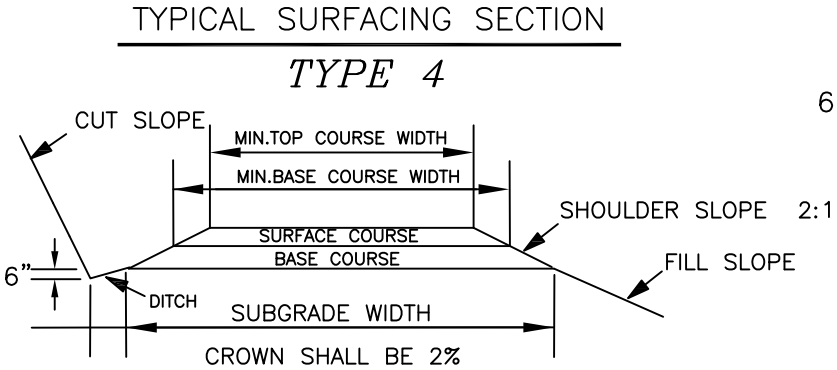 TYPICAL SURFACING SECTION
TYPE 4
6
CUT SLOPE
MIN.TOP COURSE WIDTH
MIN.BASE COURSE WIDTH
SHOULDER SLOPE 2:1
SURFACE COURSE
BASE COURSE
FILL SLOPE
6"
DITCH
SUBGRADE WIDTH
CROWN SHALL BE 2%